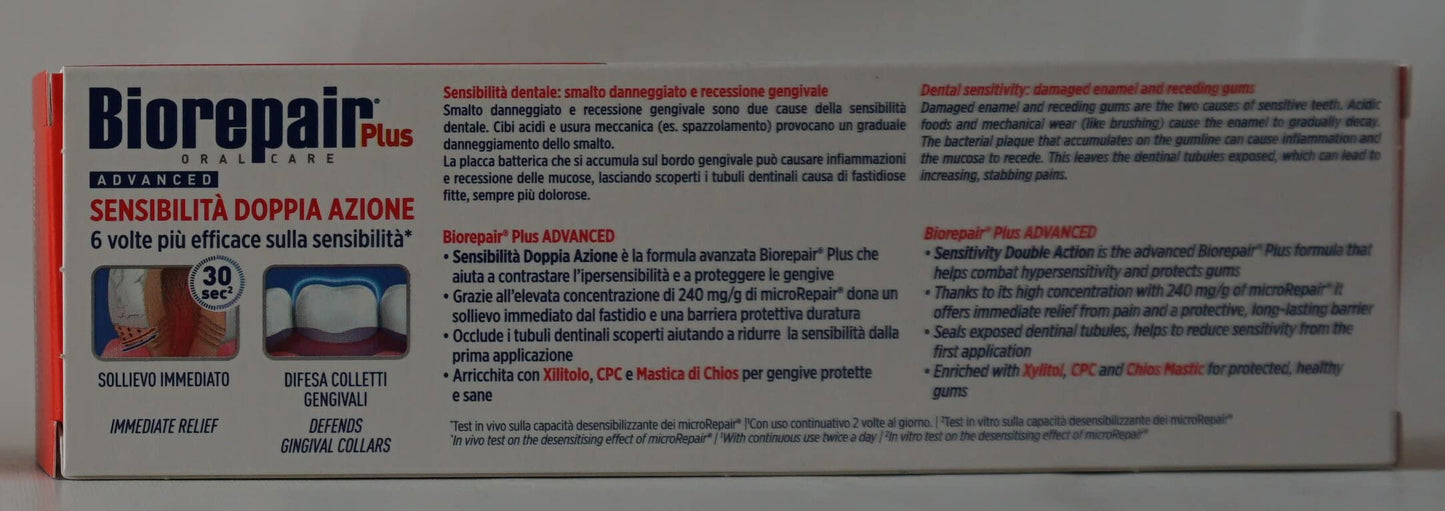 Biorepair® Plus
ORAL CARE
ADVANCED
SENSIBILITÀ DOPPIA AZIONE
6 volte più efficace sulla sensibilità*
30
sec²
SOLLIEVO IMMEDIATO
IMMEDIATE RELIEF
DIFESA COLLETTI
GENGIVALI
DEFENDS
GINGIVAL COLLARS
Sensibilità dentale: smalto danneggiato e recessione gengivale
Smalto danneggiato e recessione gengivale sono due cause della sensibilità
dentale. Cibi acidi e usura meccanica (es. spazzolamento) provocano un graduale
danneggiamento dello smalto.
La placca batterica che si accumula sul bordo gengivale può causare infiammazioni
e recessione delle mucose, lasciando scoperti i tubuli dentinali causa di fastidiose
fitte, sempre più dolorose.
Biorepair® Plus ADVANCED
• Sensibilità Doppia Azione è la formula avanzata Biorepair® Plus che
aiuta a contrastare l'ipersensibilità e a proteggere le gengive
• Grazie all'elevata concentrazione di 240 mg/g di microRepair® dona un
sollievo immediato dal fastidio e una barriera protettiva duratura
• Occlude i tubuli dentinali scoperti aiutando a ridurre la sensibilità dalla
prima applicazione
• Arricchita con Xilitolo, CPC e Mastica di Chios per gengive protette
e sane
Dental sensitivity: damaged enamel and receding gums
Damaged enamel and receding gums are the two causes of sensitive teeth. Acidic
foods and mechanical wear (like brushing) cause the enamel to gradually decay.
The bacterial plaque that accumulates on the gumline can cause inflammation and
the mucosa to recede. This leaves the dentinal tubules exposed, which can lead to
increasing, stabbing pains.
Biorepair® Plus ADVANCED
• Sensitivity Double Action is the advanced Biorepair® Plus formula that
helps combat hypersensitivity and protects gums
• Thanks to its high concentration with 240 mg/g of microRepair® it
offers immediate relief from pain and a protective, long-lasting barrier
• Seals exposed dentinal tubules, helps to reduce sensitivity from the
first application
• Enriched with Xylitol, CPC and Chios Mastic for protected, healthy
gums
*Test in vivo sulla capacità desensibilizzante dei microRepair® |¹Con uso continuativo 2 volte al giorno. | ²Test in vitro sulla capacità desensibilizzante dei microRepair®
*In vivo test on the desensitising effect of microRepair® | ¹With continuous use twice a day | ²In vitro test on the desensitising effect of microRepair®